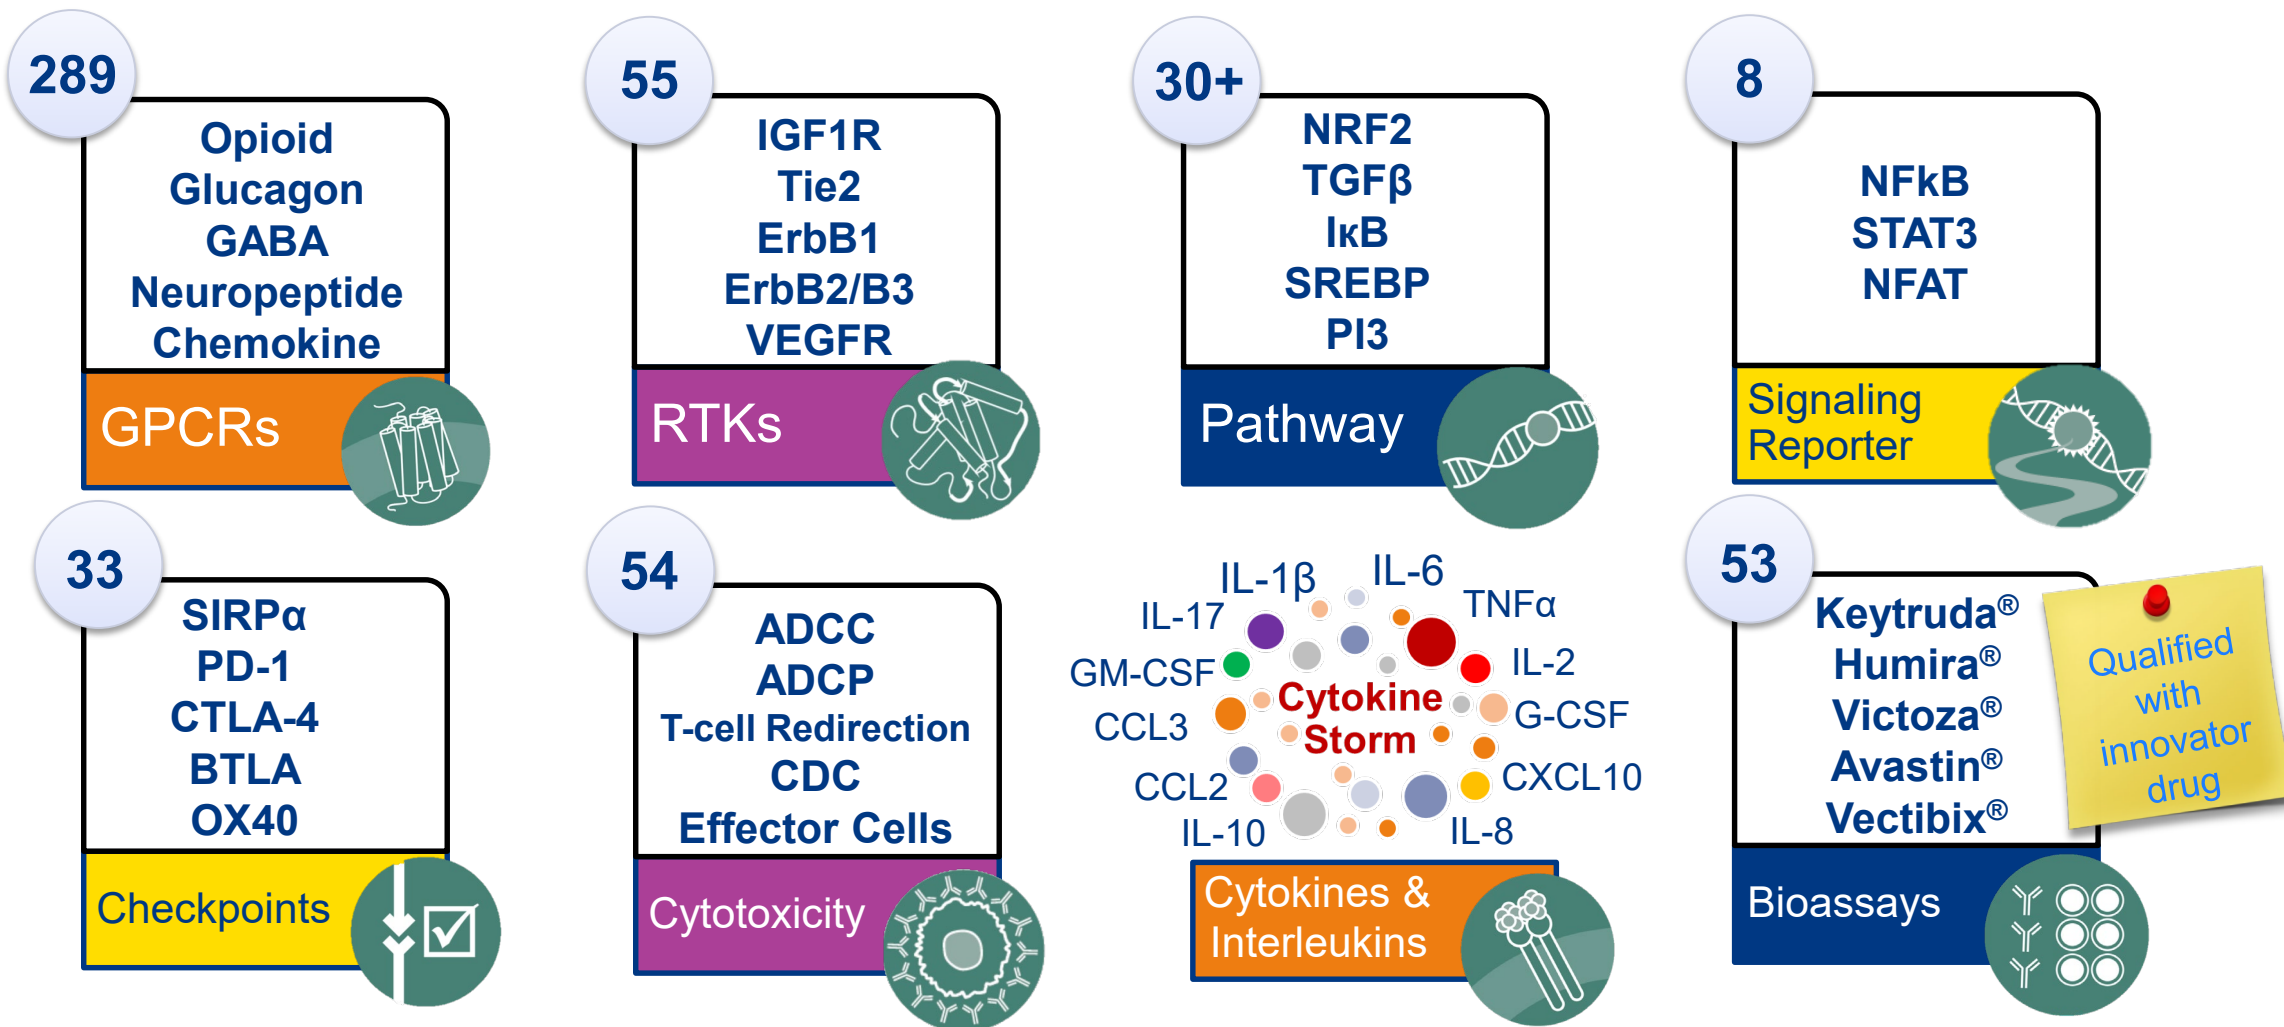 289
Opioid
Glucagon
GABA
Neuropeptide
Chemokine
GPCRs
55
IGF1R
Tie2
ErbB1
ErbB2/B3
VEGFR
RTKs
30+
NRF2
TGFβ
IκB
SREBP
PI3
Pathway
8
NFkB
STAT3
NFAT
Signaling
Reporter
33
SIRPα
PD-1
CTLA-4
BTLA
OX40
Checkpoints
54
ADCC
ADCP
T-cell Redirection
CDC
Effector Cells
Cytotoxicity
IL-1β
IL-6
IL-17
TNFα
GM-CSF
IL-2
Cytokine
Storm
CCL3
G-CSF
CCL2
CXCL10
IL-10
IL-8
Cytokines &
Interleukins
53
Keytruda®
Humira®
Victoza®
Avastin®
Vectibix®
Qualified
with
innovator
drug
Bioassays